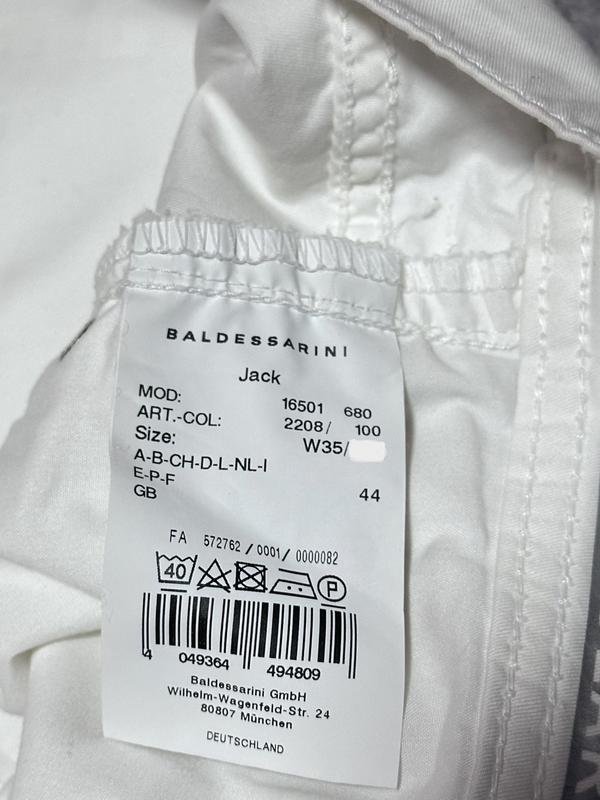 BALDESSARINI
Jack
MOD: 16501 680
ART.-COL: 2208/ 100
Size: W35/
A-B-CH-D-L-NL-I
E-P-F 44
GB
FA 572762 / 0001 / 0000082
40 P
4 049364 494809
Baldessarini GmbH
Wilhelm-Wagenfeld-Str. 24
80807 München
DEUTSCHLAND